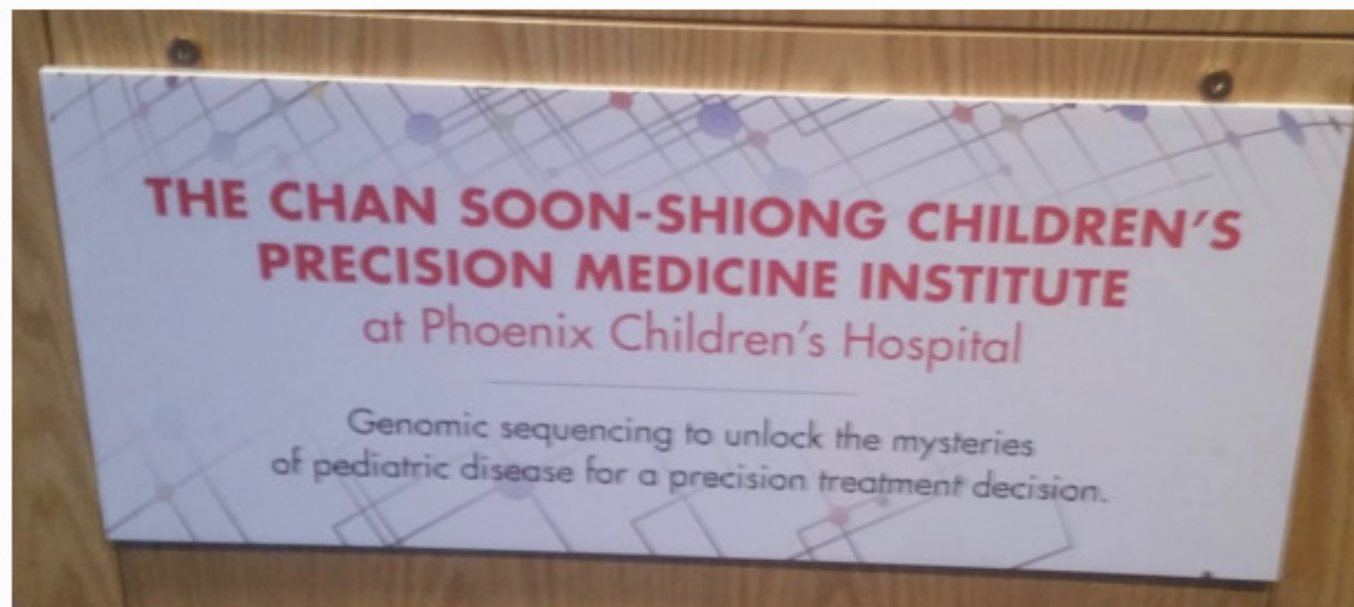 THE CHAN SOON-SHIONG CHILDREN'S
PRECISION MEDICINE INSTITUTE
at Phoenix Children's Hospital
Genomic sequencing to unlock the mysteries
of pediatric disease for a precision treatment decision.